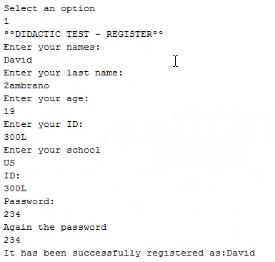 Select an option
1
°°DIDACTIC TEST - REGISTER°°
Enter your names:
David
Enter your last name:
Zambrano
Enter your age:
19
Enter your ID:
300L
Enter your school
US
ID:
300L
Password:
234
Again the password
234
It has been successfully registered as:David